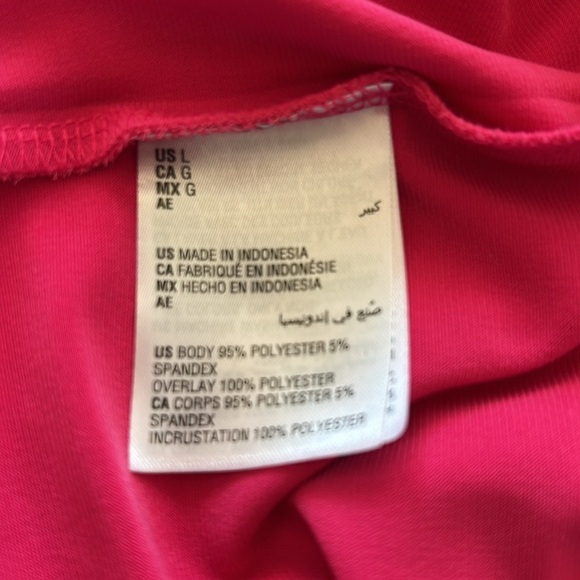 US L
CA G
MX G
AE
كبير
US MADE IN INDONESIA
CA FABRIQUÉ EN INDONÉSIE
MX HECHO EN INDONESIA
AE
صُنع في إندونيسيا
US BODY 95% POLYESTER 5%
SPANDEX
OVERLAY 100% POLYESTER
CA CORPS 95% POLYESTER 5%
SPANDEX
INCRUSTATION 100% POLYESTER